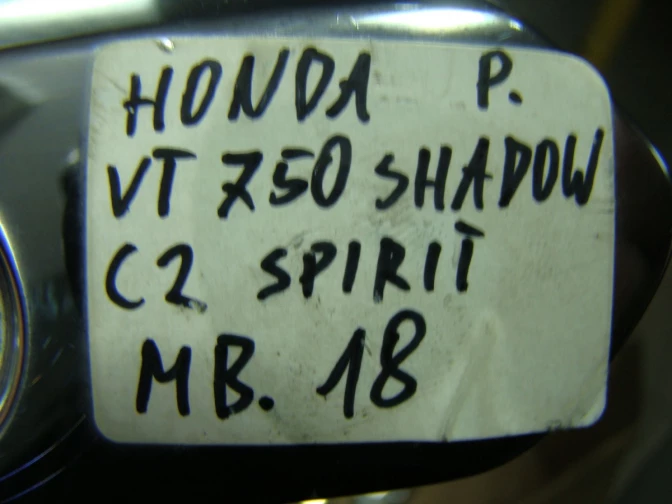 HONDA P.
VT 750 SHADOW
C2 SPIRIT
MB. 18